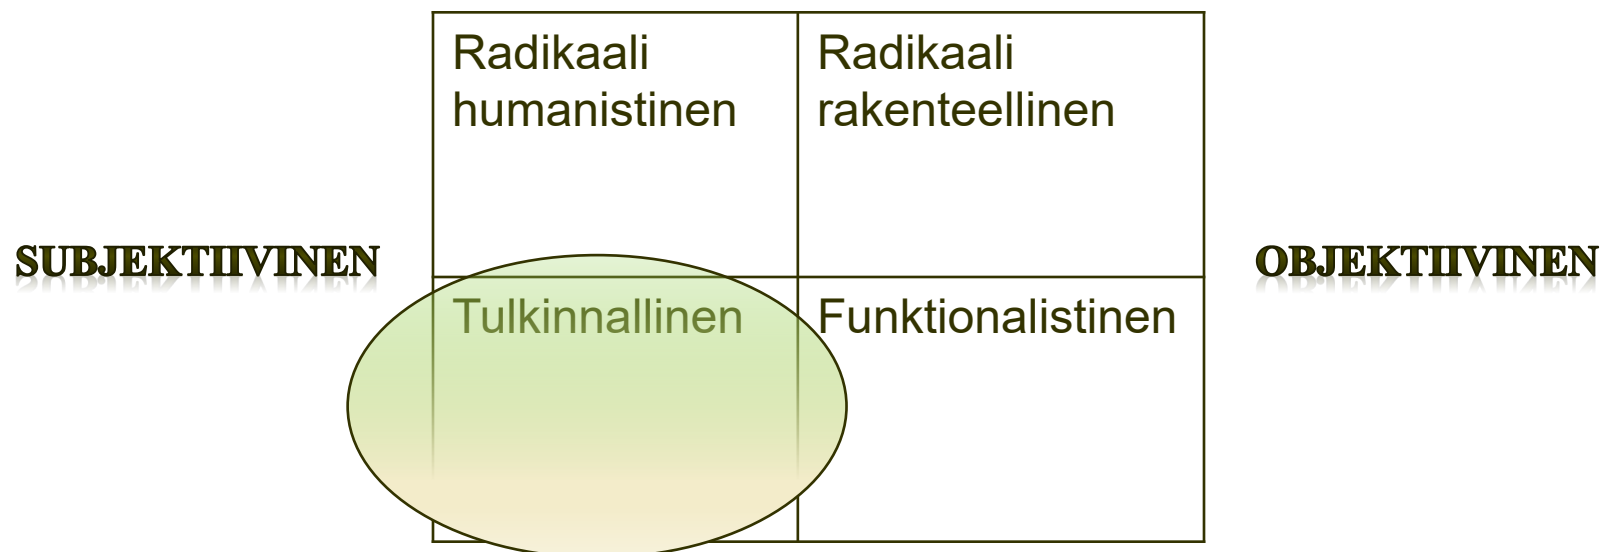 Radikaali
humanistinen
Radikaali
rakenteellinen
SUBJEKTIIVINEN
OBJEKTIIVINEN
Tulkinnallinen
Funktionalistinen